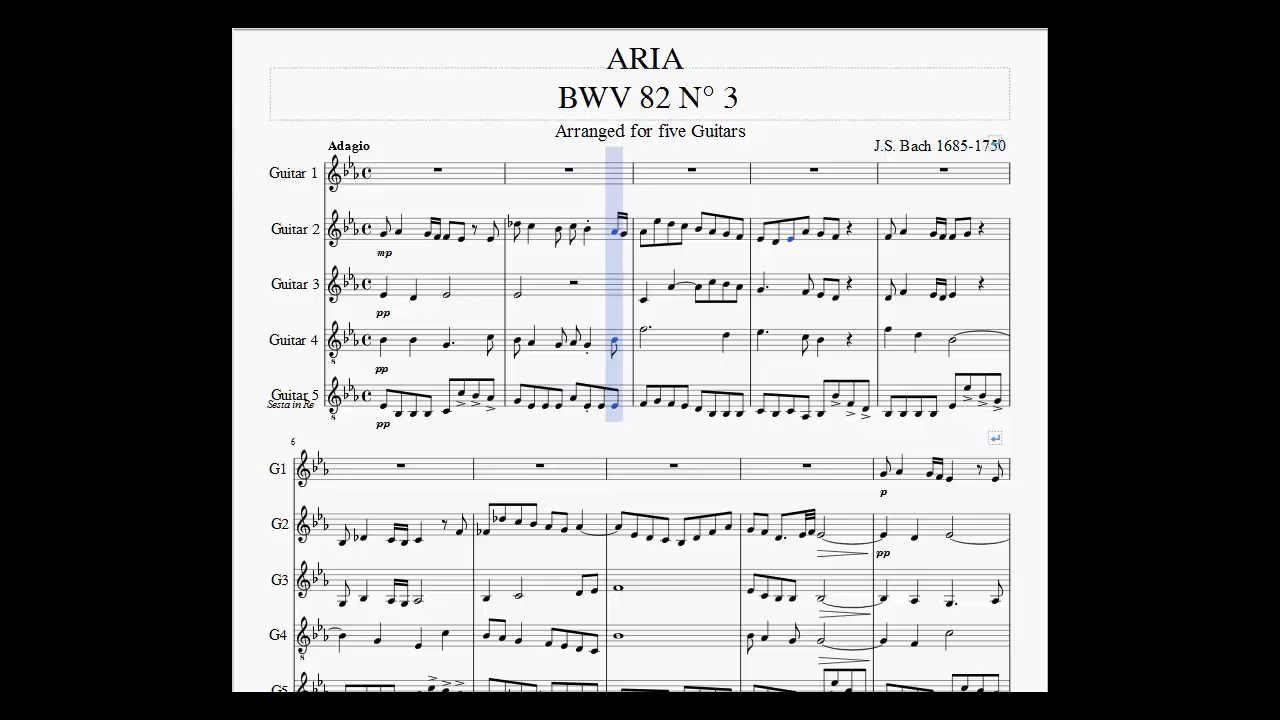 ARIA
BWV 82 N° 3
Arranged for five Guitars
Adagio
J.S. Bach 1685-1750
Guitar 1
Guitar 2
mp
Guitar 3
pp
Guitar 4
pp
Guitar 5
Sesta in Re
pp
6
G1
p
G2
pp
G3
G4
G5